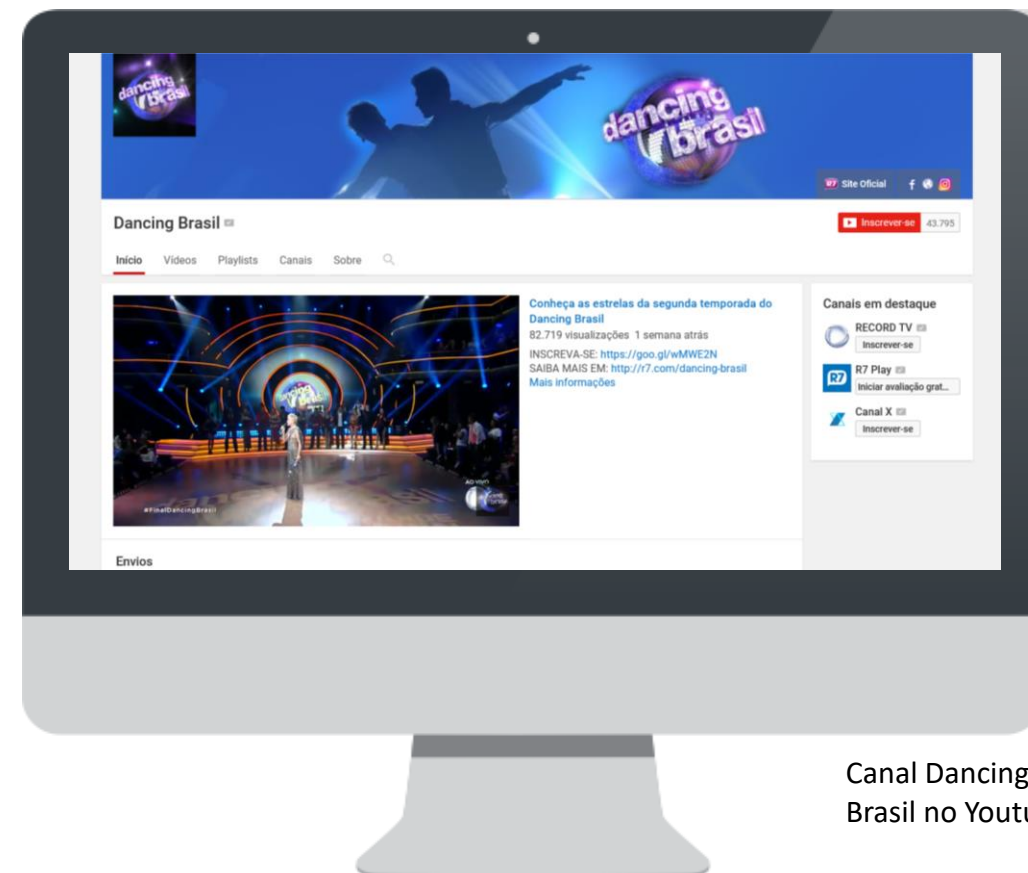 dancing
brasil
dancing
brasil
R7 Site Oficial
Dancing Brasil
Inscrever-se 43.795
Início Vídeos Playlists Canais Sobre
Conheça as estrelas da segunda temporada do
Dancing Brasil
82.719 visualizações 1 semana atrás
INSCREVA-SE: https://goo.gl/wMWE2N
SAIBA MAIS EM: http://r7.com/dancing-brasil
Mais informações
AO VIVO
#FinalDancingBrasil
Canais em destaque
RECORD TV
Inscrever-se
R7 R7 Play
Iniciar avaliação grat...
Canal X
Inscrever-se
Envios
Canal Dancing
Brasil no Youtu